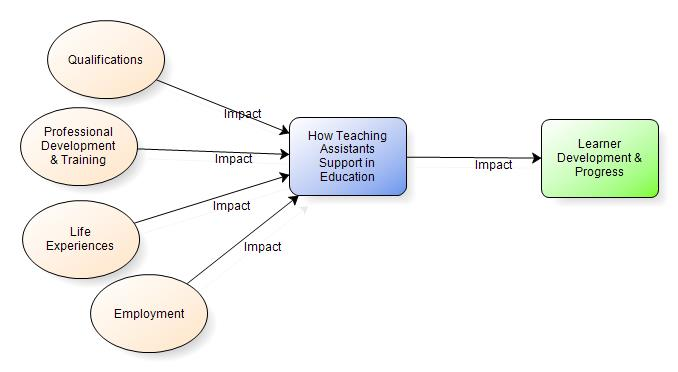 Qualifications
Impact
Professional
Development
& Training
Impact
How Teaching
Assistants
Support in
Education
Impact
Learner
Development &
Progress
Life
Experiences
Impact
Employment
Impact